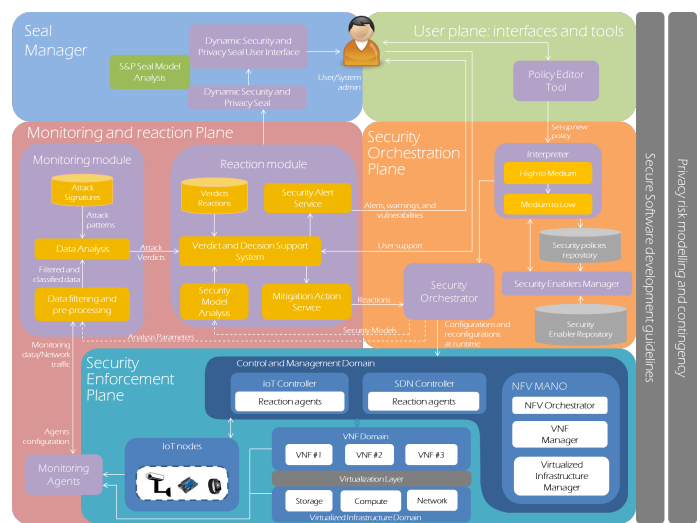 Seal
Manager
Dynamic Security and
Privacy Seal User Interface
S&P Seal Model
Analysis
Dynamic Security and
Privacy Seal
User/System
admin
User plane: interfaces and tools
Policy Editor
Tool
Set-up new
policy
Monitoring and reaction Plane
Monitoring module
Attack
Signatures
Attack
patterns
Data Analysis
Filtered and
classified data
Data filtering and
pre-processing
Attack
Verdicts
Reaction module
Verdicts
Reactions
Security Alert
Service
Verdict and Decision Support
System
Security
Model
Analysis
Mitigation Action
Service
Alerts, warnings, and
vulnerabilities
User support
Reactions
Security Models
Analysis Parameters
Monitoring
data/Network
traffic
Security
Orchestration
Plane
Interpreter
High to Medium
Medium to Low
Security policies
repository
Security Enablers Manager
Security
Enabler Repository
Security
Orchestrator
Configurations and
reconfigurations
at runtime
Security
Enforcement
Plane
Control and Management Domain
IoT Controller
Reaction agents
SDN Controller
Reaction agents
NFV MANO
NFV Orchestrator
VNF
Manager
Virtualized
Infrastructure
Manager
Agents
configuration
Monitoring
Agents
IoT nodes
VNF Domain
VNF #1
VNF #2
VNF #3
Virtualization Layer
Storage
Compute
Network
Virtualized Infrastructure Domain
Secure Software development guidelines
Privacy risk modelling and contingency